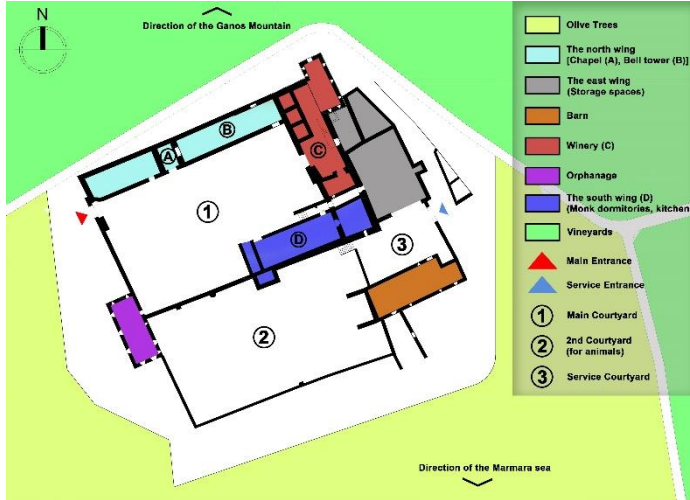 N
Direction of the Ganos Mountain
Olive Trees
The north wing
[Chapel (A), Bell tower (B)]
The east wing
(Storage spaces)
Barn
Winery (C)
Orphanage
The south wing (D)
(Monk dormitories, kitchen
Vineyards
Main Entrance
Service Entrance
1 Main Courtyard
2 2nd Courtyard
(for animals)
3 Service Courtyard
B
A
C
1
D
3
2
Direction of the Marmara sea